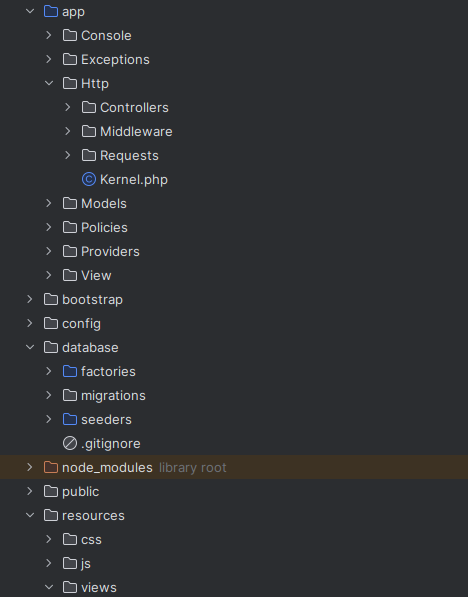 app
Console
Exceptions
Http
Controllers
Middleware
Requests
Kernel.php
Models
Policies
Providers
View
bootstrap
config
database
factories
migrations
seeders
.gitignore
node_modules library root
public
resources
css
js
views